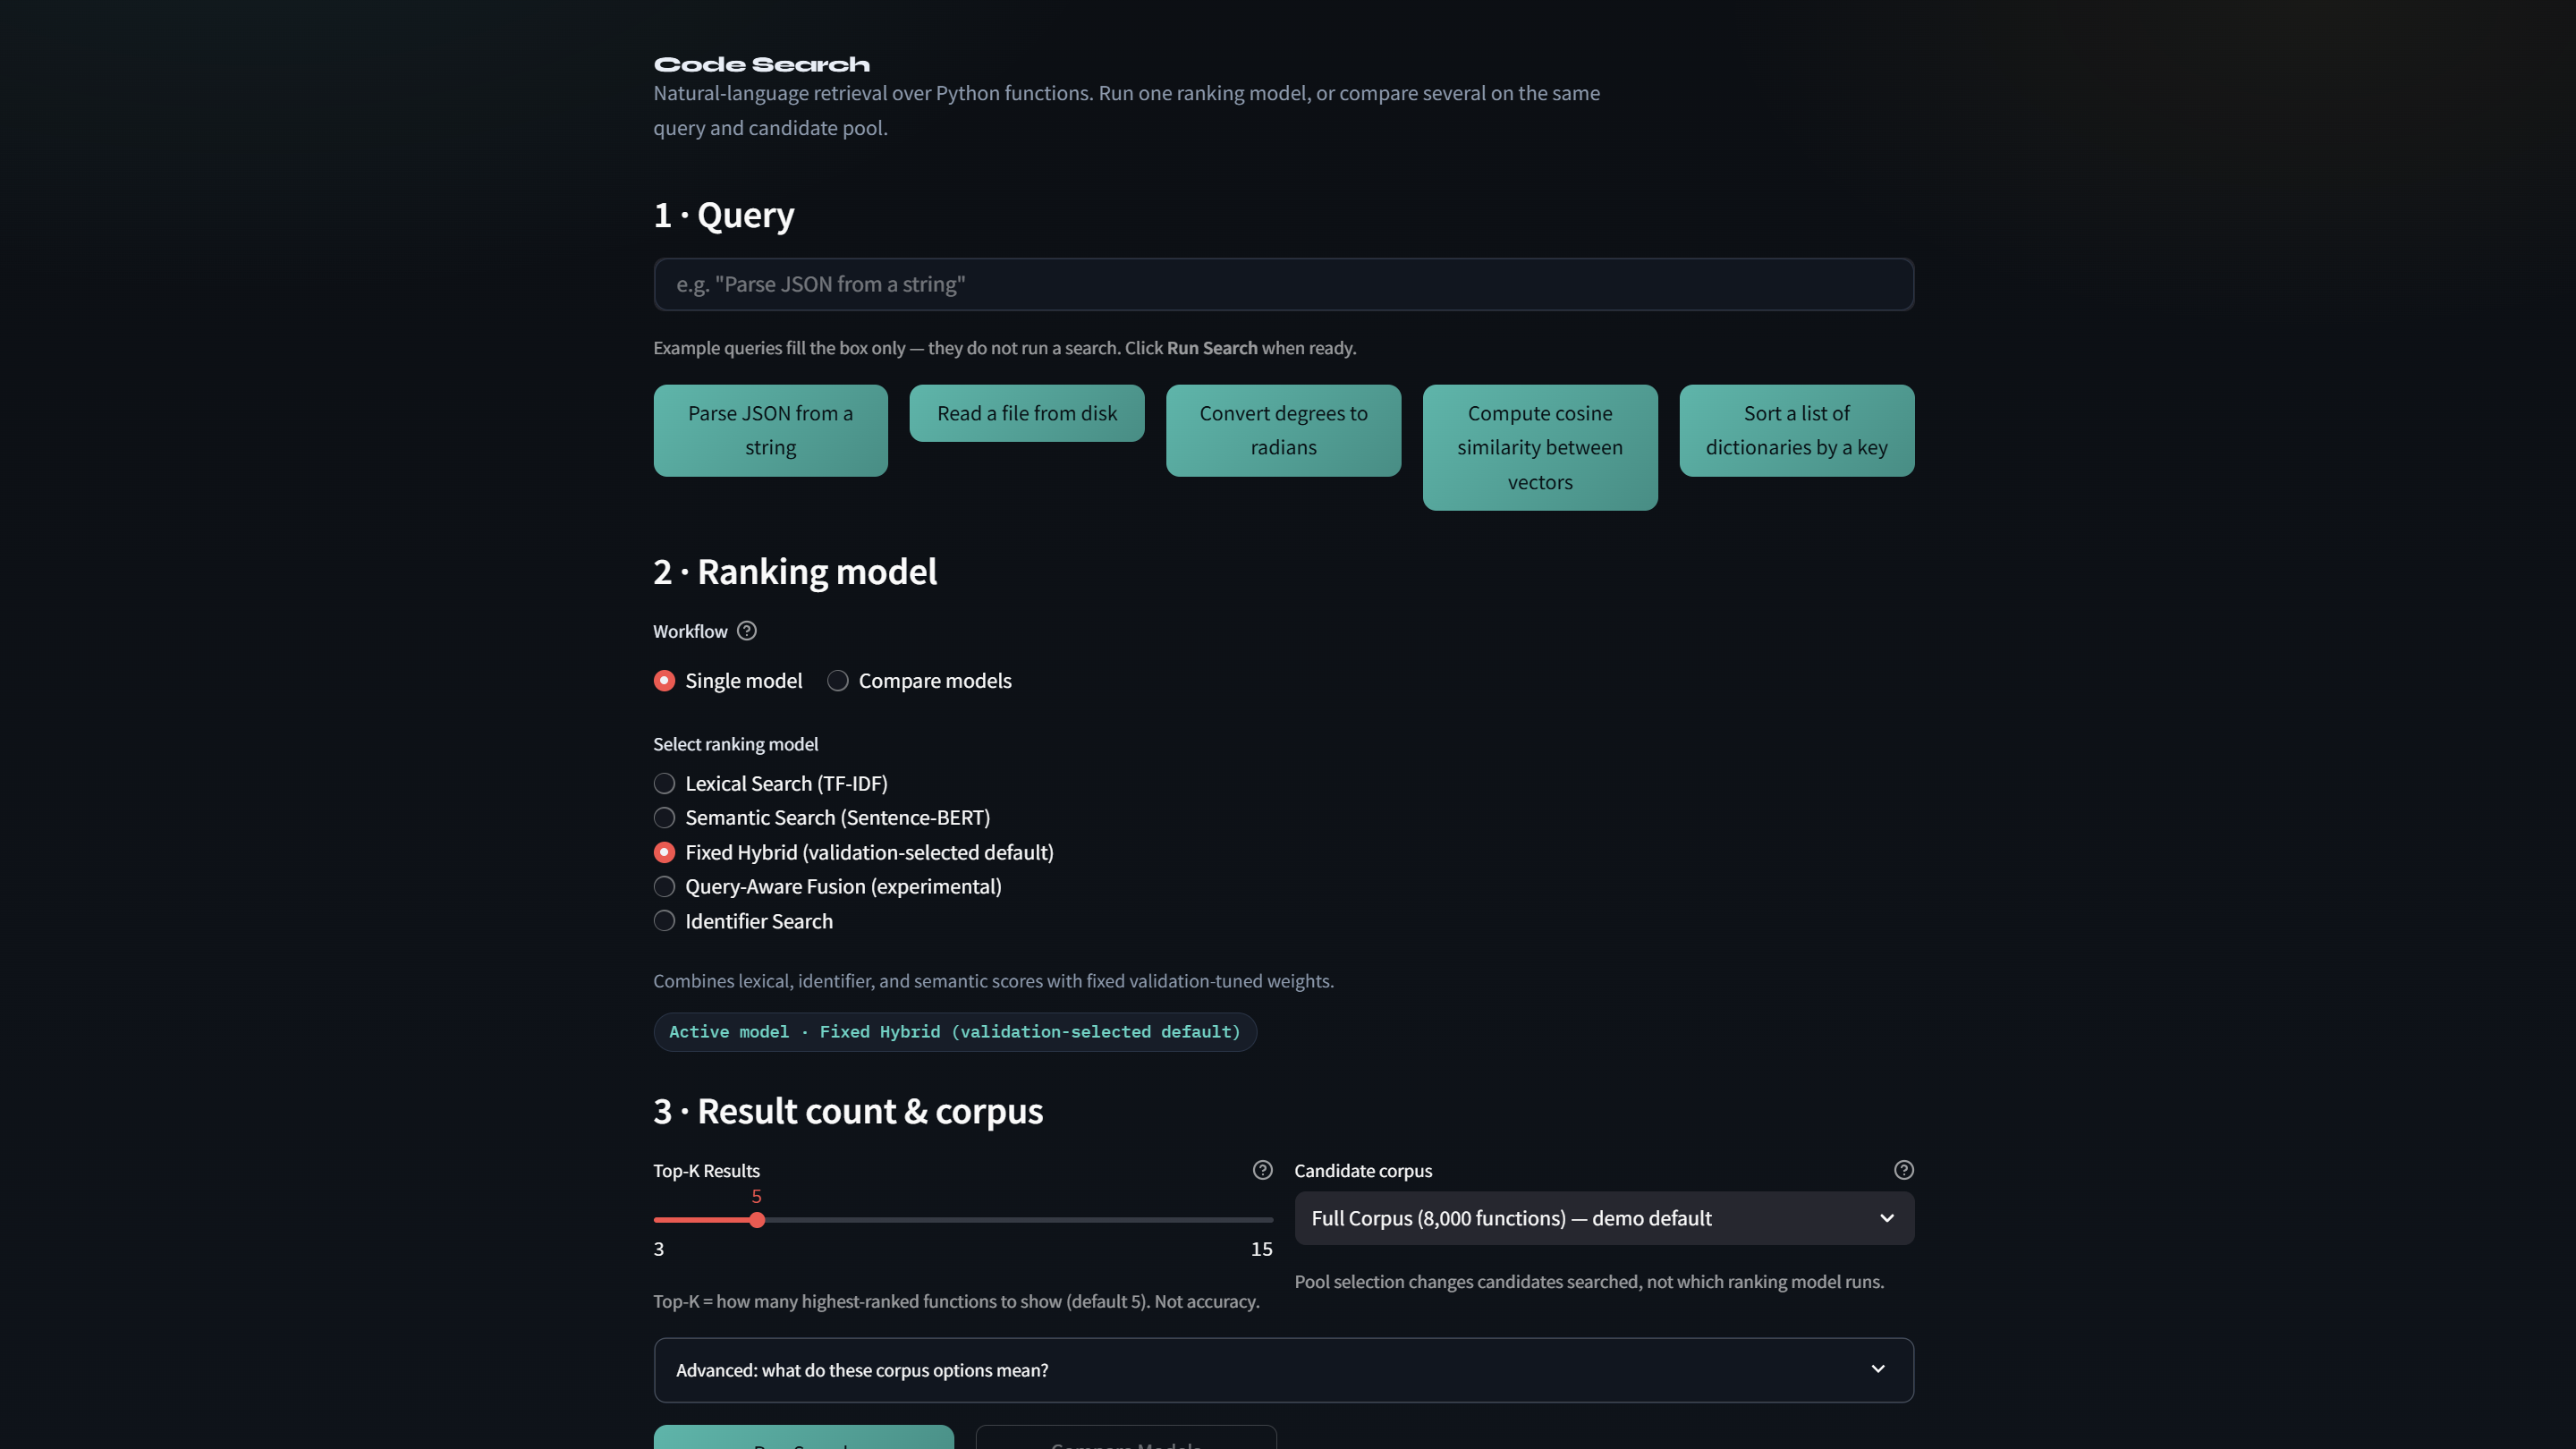 Code Search
Natural-language retrieval over Python functions. Run one ranking model, or compare several on the same
query and candidate pool.
1 · Query
e.g. "Parse JSON from a string"
Example queries fill the box only — they do not run a search. Click Run Search when ready.
Parse JSON from a
string
Read a file from disk
Convert degrees to
radians
Compute cosine
similarity between
vectors
Sort a list of
dictionaries by a key
2 · Ranking model
Workflow
Single model
Compare models
Select ranking model
Lexical Search (TF-IDF)
Semantic Search (Sentence-BERT)
Fixed Hybrid (validation-selected default)
Query-Aware Fusion (experimental)
Identifier Search
Combines lexical, identifier, and semantic scores with fixed validation-tuned weights.
Active model · Fixed Hybrid (validation-selected default)
3 · Result count & corpus
Top-K Results
5
3
15
Top-K = how many highest-ranked functions to show (default 5). Not accuracy.
Candidate corpus
Full Corpus (8,000 functions) — demo default
Pool selection changes candidates searched, not which ranking model runs.
Advanced: what do these corpus options mean?
Run Search
Compare Models